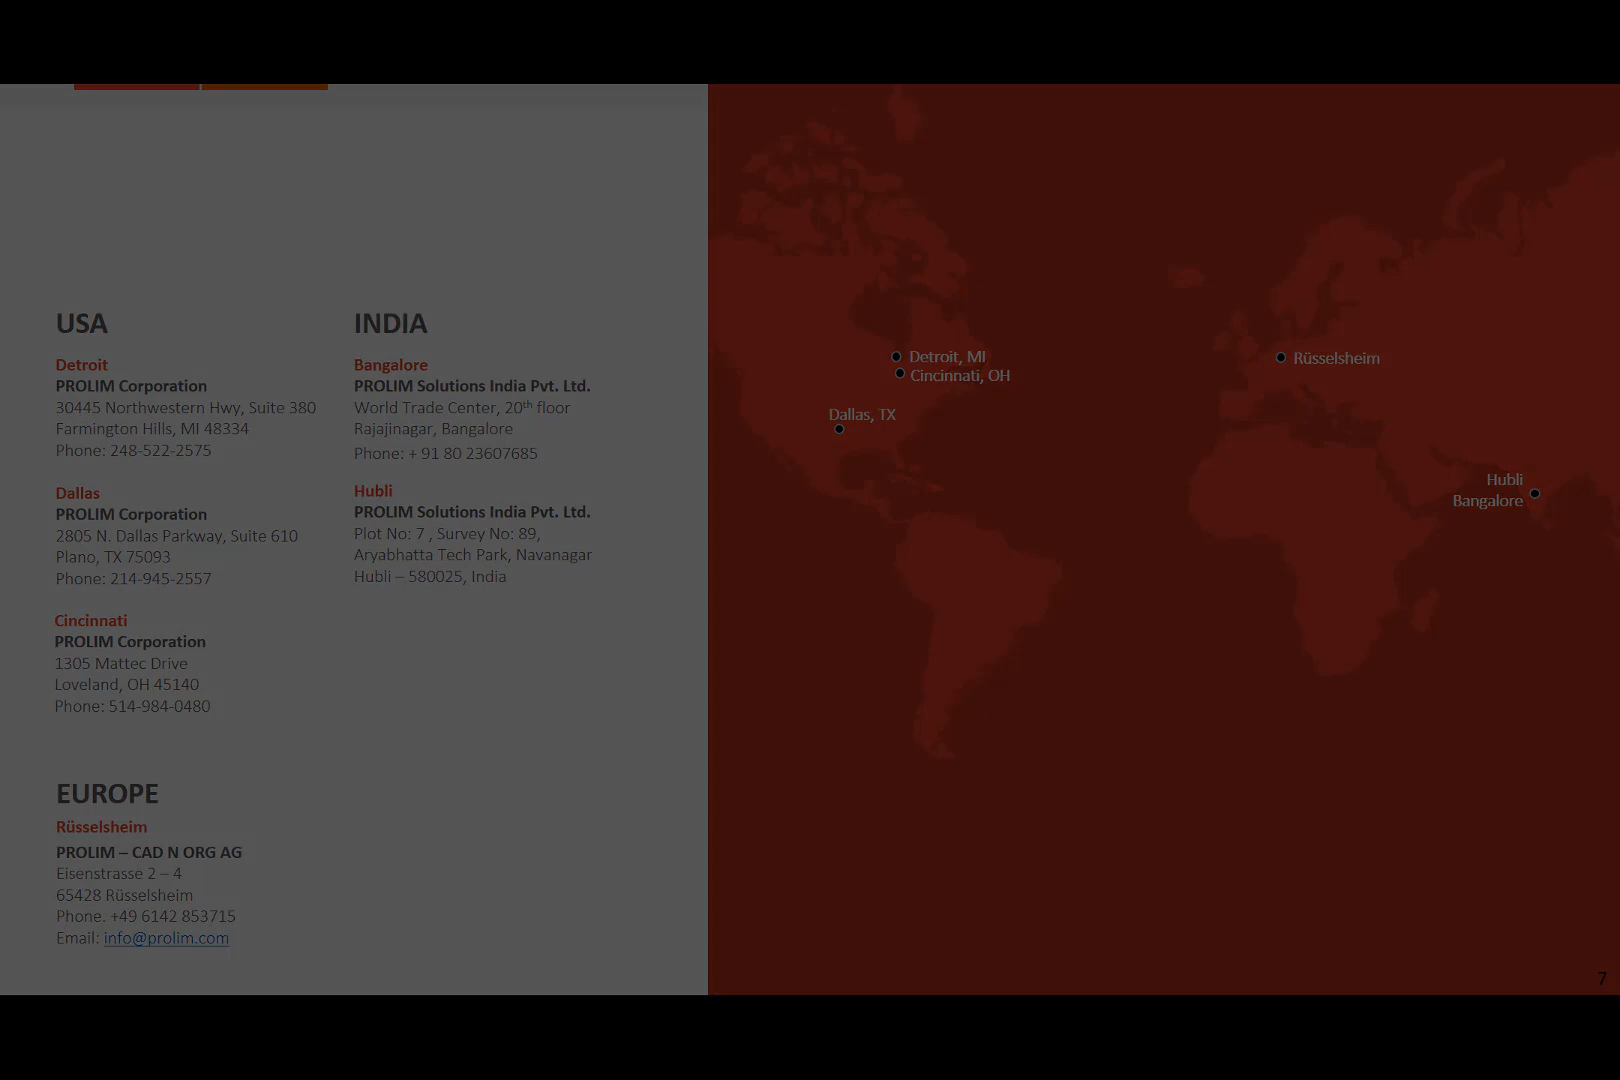 USA
Detroit
PROLIM Corporation
30445 Northwestern Hwy, Suite 380
Farmington Hills, MI 48334
Phone: 248-522-2575
Dallas
PROLIM Corporation
2805 N. Dallas Parkway, Suite 610
Plano, TX 75093
Phone: 214-945-2557
Cincinnati
PROLIM Corporation
1305 Mattec Drive
Loveland, OH 45140
Phone: 514-984-0480
INDIA
Bangalore
PROLIM Solutions India Pvt. Ltd.
World Trade Center, 20th floor
Rajajinagar, Bangalore
Phone: + 91 80 23607685
Hubli
PROLIM Solutions India Pvt. Ltd.
Plot No: 7 , Survey No: 89,
Aryabhatta Tech Park, Navanagar
Hubli – 580025, India
EUROPE
Rüsselsheim
PROLIM – CAD N ORG AG
Eisenstrasse 2 – 4
65428 Rüsselsheim
Phone. +49 6142 853715
Email: info@prolim.com
Detroit, MI
Cincinnati, OH
Dallas, TX
Rüsselsheim
Hubli
Bangalore
7